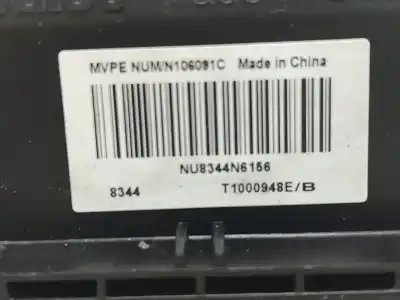 MVPE NUM/N106091C Made in China
NU8344N6156
8344 T1000948E/B